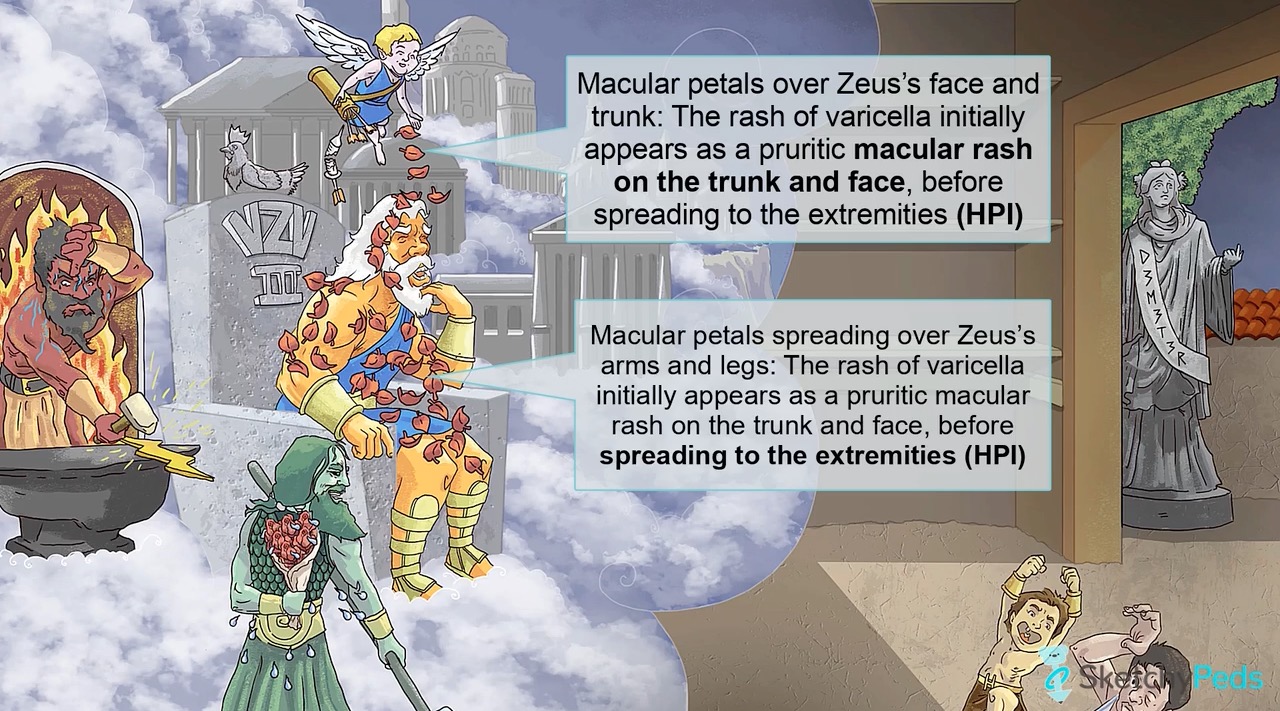 Macular petals over Zeus's face and
trunk: The rash of varicella initially
appears as a pruritic macular rash
on the trunk and face, before
spreading to the extremities (HPI)
VZV
III
Macular petals spreading over Zeus's
arms and legs: The rash of varicella
initially appears as a pruritic macular
rash on the trunk and face, before
spreading to the extremities (HPI)
DΣMΣTΣR
SketchyPeds